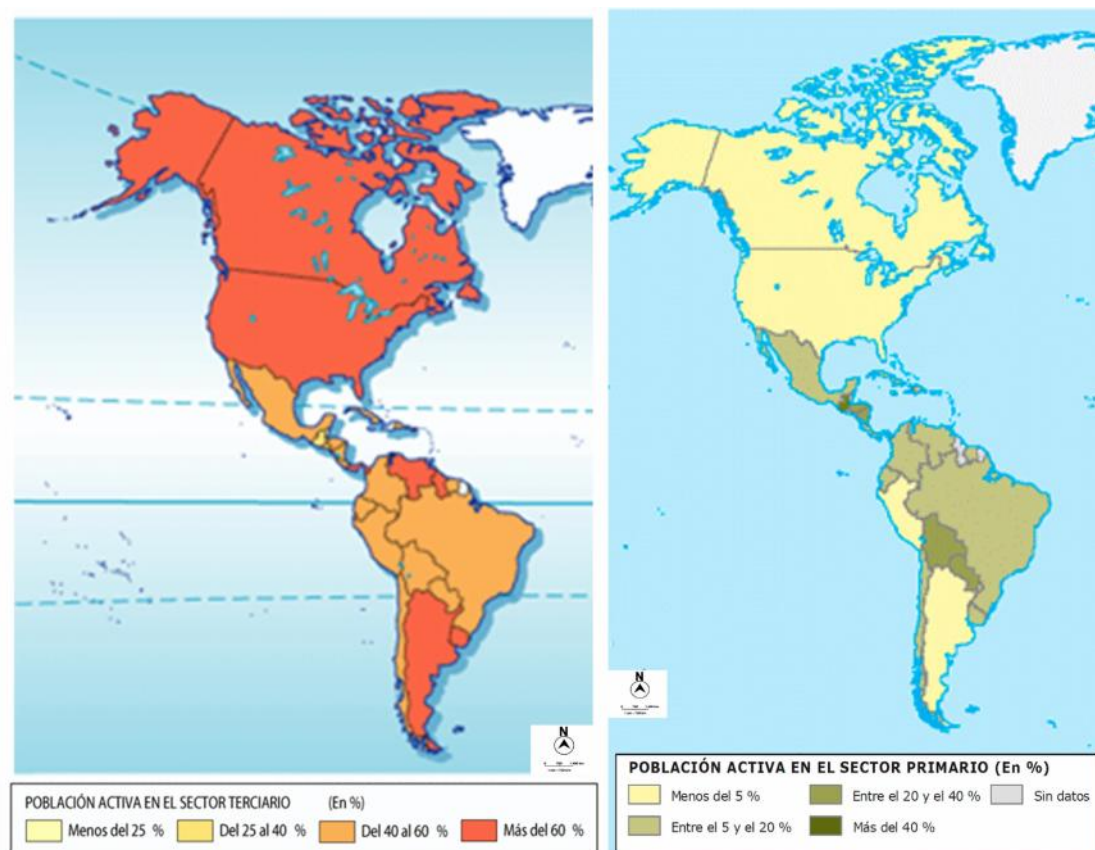 N
N
POBLACIÓN ACTIVA EN EL SECTOR TERCIARIO (En %)
Menos del 25 % Del 25 al 40 % Del 40 al 60 % Más del 60 %
POBLACIÓN ACTIVA EN EL SECTOR PRIMARIO (En %)
Menos del 5 % Entre el 20 y el 40 % Sin datos
Entre el 5 y el 20 % Más del 40 %